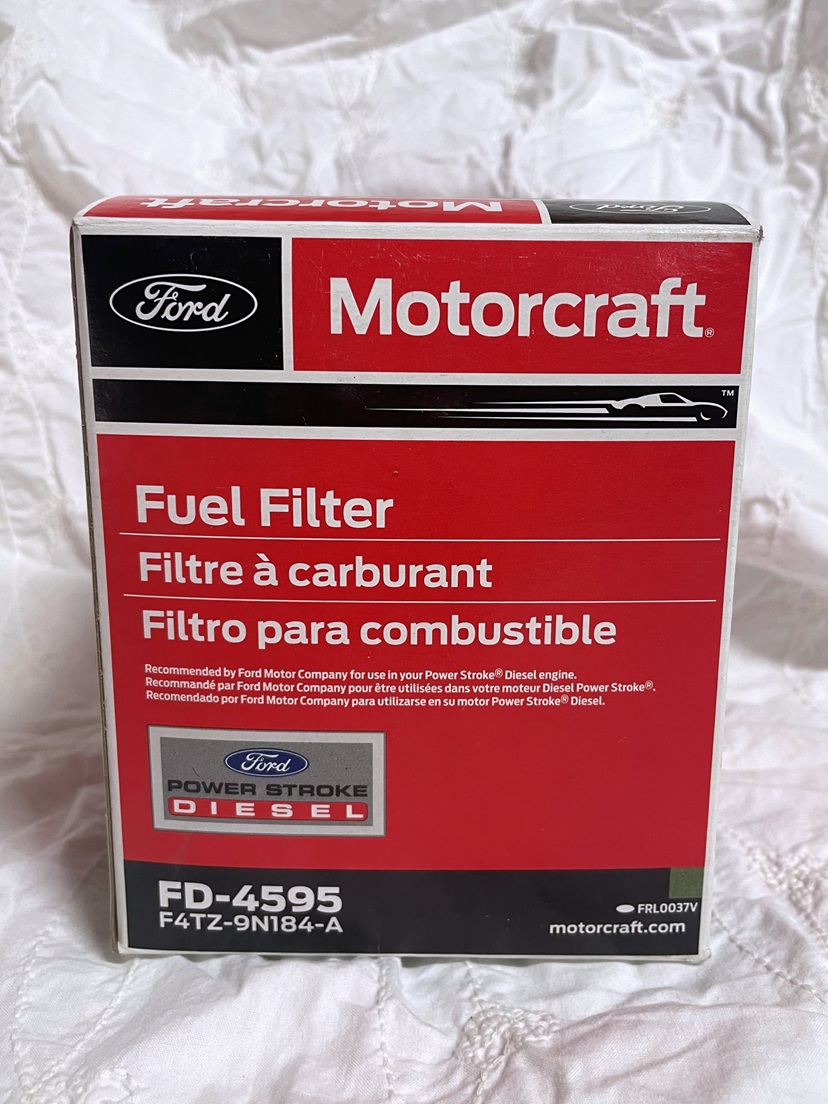 Motorcraft Ford
Ford Motorcraft®
™
Fuel Filter
Filtre à carburant
Filtro para combustible
Recommended by Ford Motor Company for use in your Power Stroke® Diesel engine.
Recommandé par Ford Motor Company pour être utilisées dans votre moteur Diesel Power Stroke®.
Recomendado por Ford Motor Company para utilizarse en su motor Power Stroke® Diesel.
Ford
POWER STROKE
DIESEL
FD-4595
F4TZ-9N184-A
FRL0037V
motorcraft.com